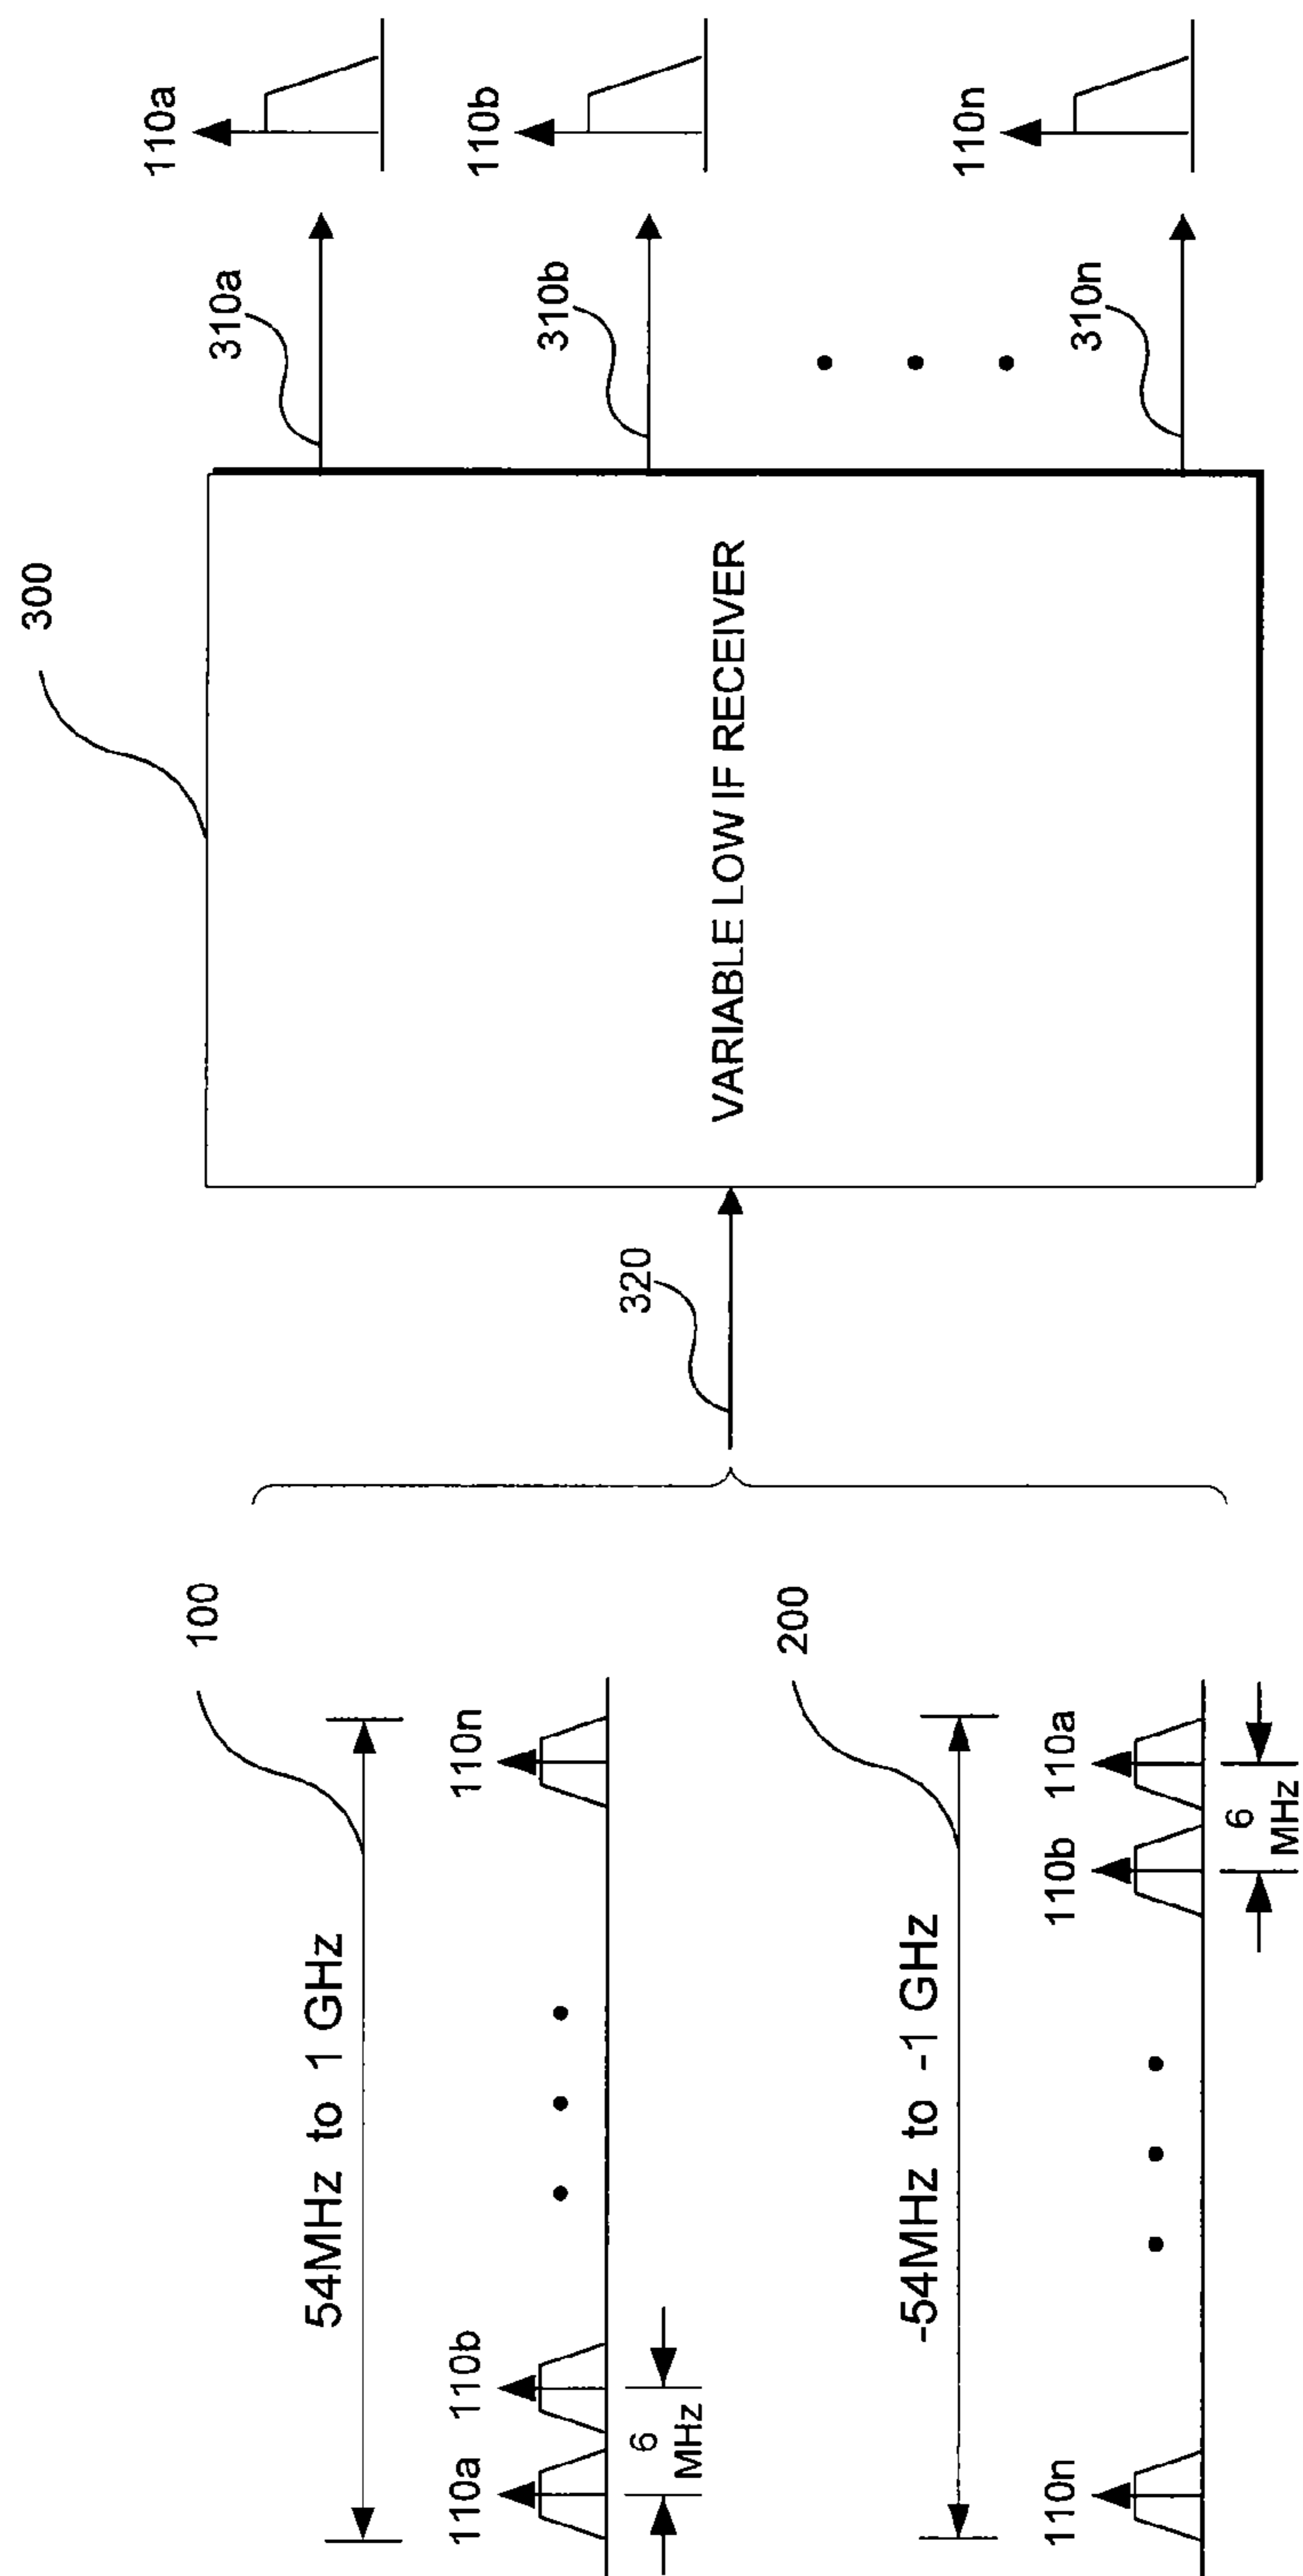 100
54MHz to 1 GHz
110a 110b 110n
6
MHz
200
-54MHz to -1 GHz
110n 110b 110a
6
MHz
320
300
VARIABLE LOW IF RECEIVER
310a
110a
310b
110b
310n
110n